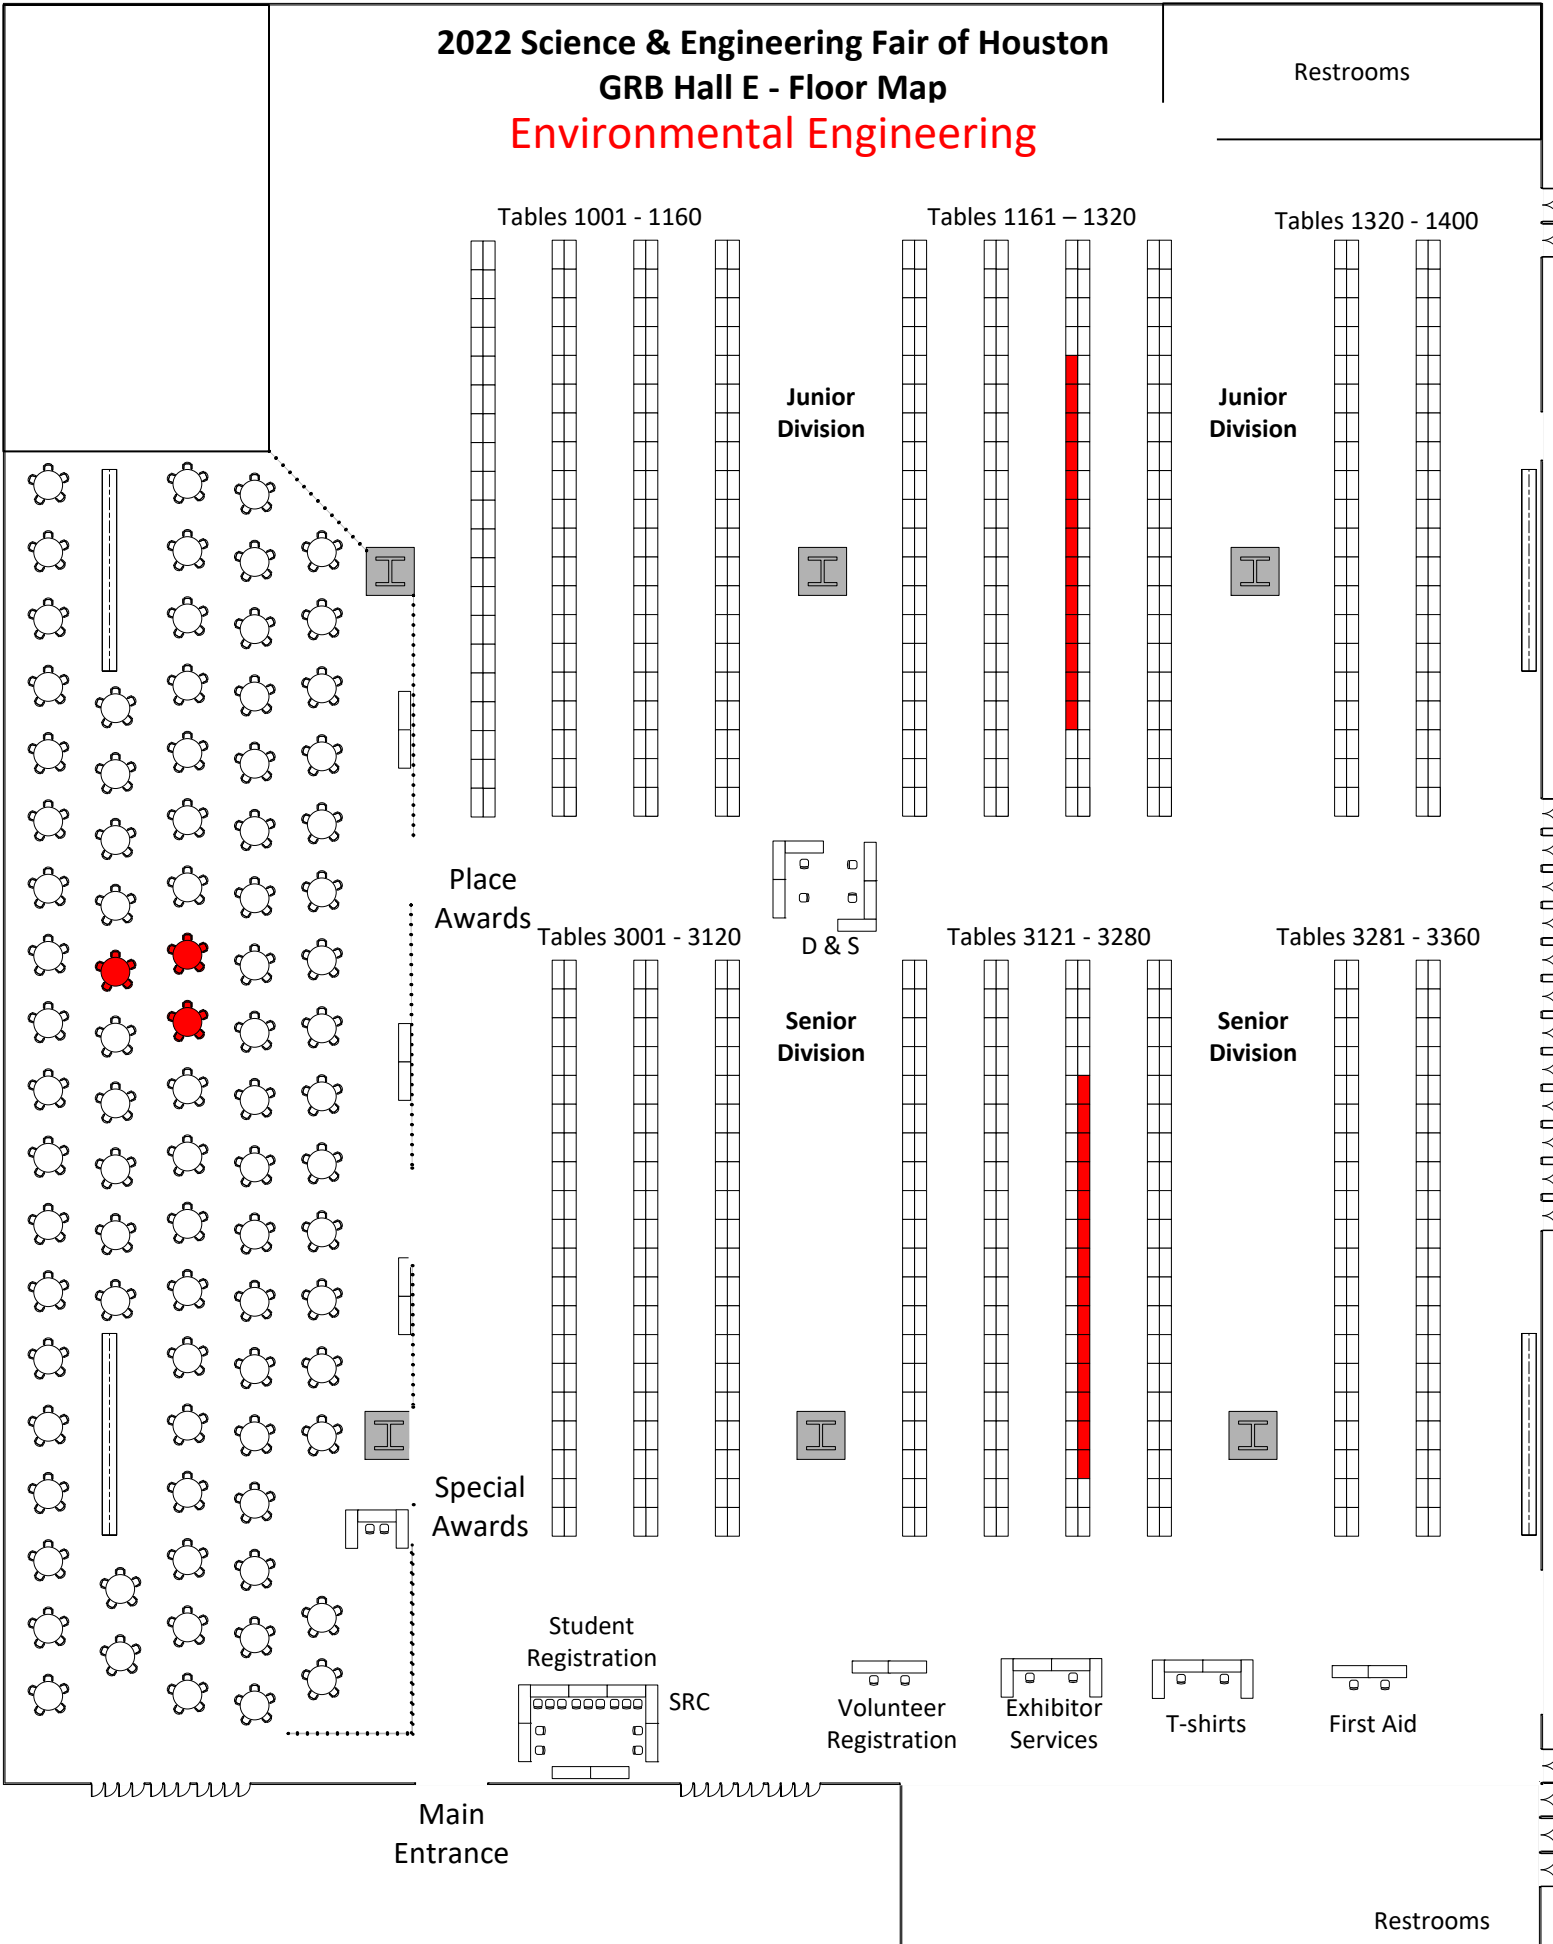 2022 Science & Engineering Fair of Houston
GRB Hall E - Floor Map
Environmental Engineering
Restrooms
Tables 1001 - 1160
Tables 1161 – 1320
Tables 1320 - 1400
Junior
Division
Junior
Division
Place
Awards
D & S
Tables 3001 - 3120
Tables 3121 - 3280
Tables 3281 - 3360
Senior
Division
Senior
Division
Special
Awards
Student
Registration
SRC
Volunteer
Registration
Exhibitor
Services
T-shirts
First Aid
Main
Entrance
Restrooms